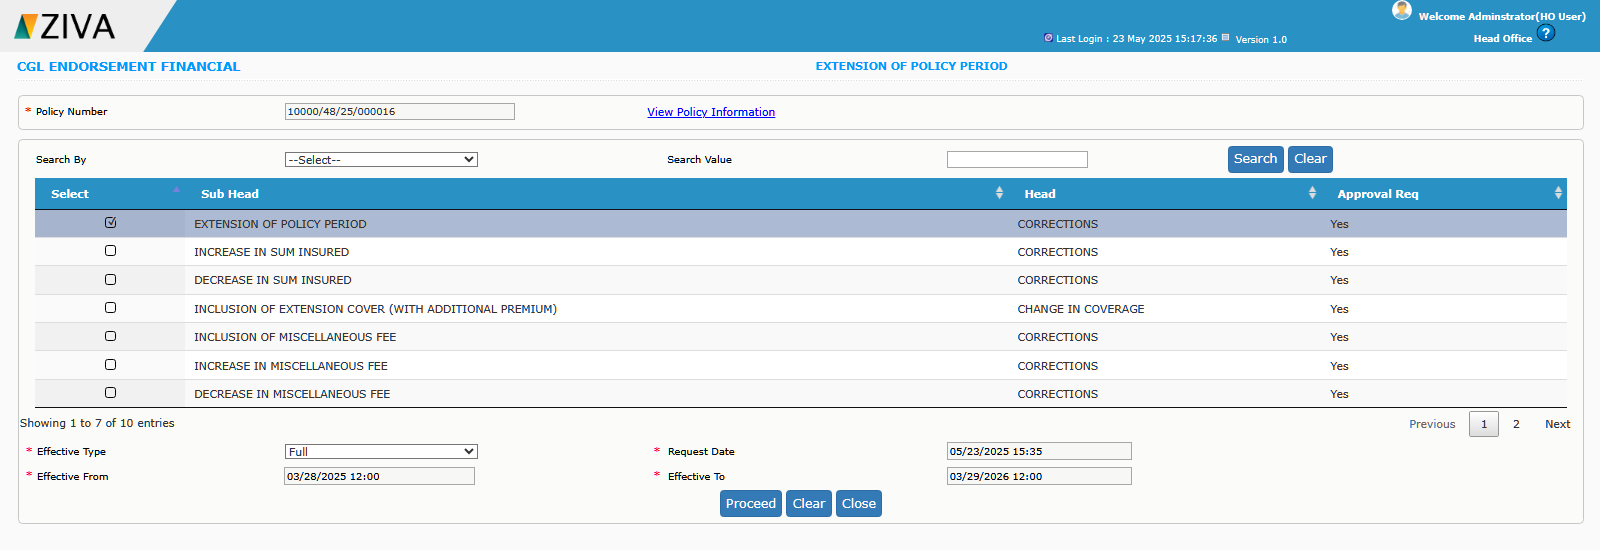 ZIVA
Welcome Adminstrator(HO User)
Last Login : 23 May 2025 15:17:36 Version 1.0
Head Office ?
CGL ENDORSEMENT FINANCIAL EXTENSION OF POLICY PERIOD
* Policy Number 10000/48/25/000016 View Policy Information
Search By --Select-- Search Value Search Clear
Select Sub Head Head Approval Req
EXTENSION OF POLICY PERIOD CORRECTIONS Yes
INCREASE IN SUM INSURED CORRECTIONS Yes
DECREASE IN SUM INSURED CORRECTIONS Yes
INCLUSION OF EXTENSION COVER (WITH ADDITIONAL PREMIUM) CHANGE IN COVERAGE Yes
INCLUSION OF MISCELLANEOUS FEE CORRECTIONS Yes
INCREASE IN MISCELLANEOUS FEE CORRECTIONS Yes
DECREASE IN MISCELLANEOUS FEE CORRECTIONS Yes
Showing 1 to 7 of 10 entries Previous 1 2 Next
* Effective Type Full * Request Date 05/23/2025 15:35
* Effective From 03/28/2025 12:00 * Effective To 03/29/2026 12:00
Proceed Clear Close